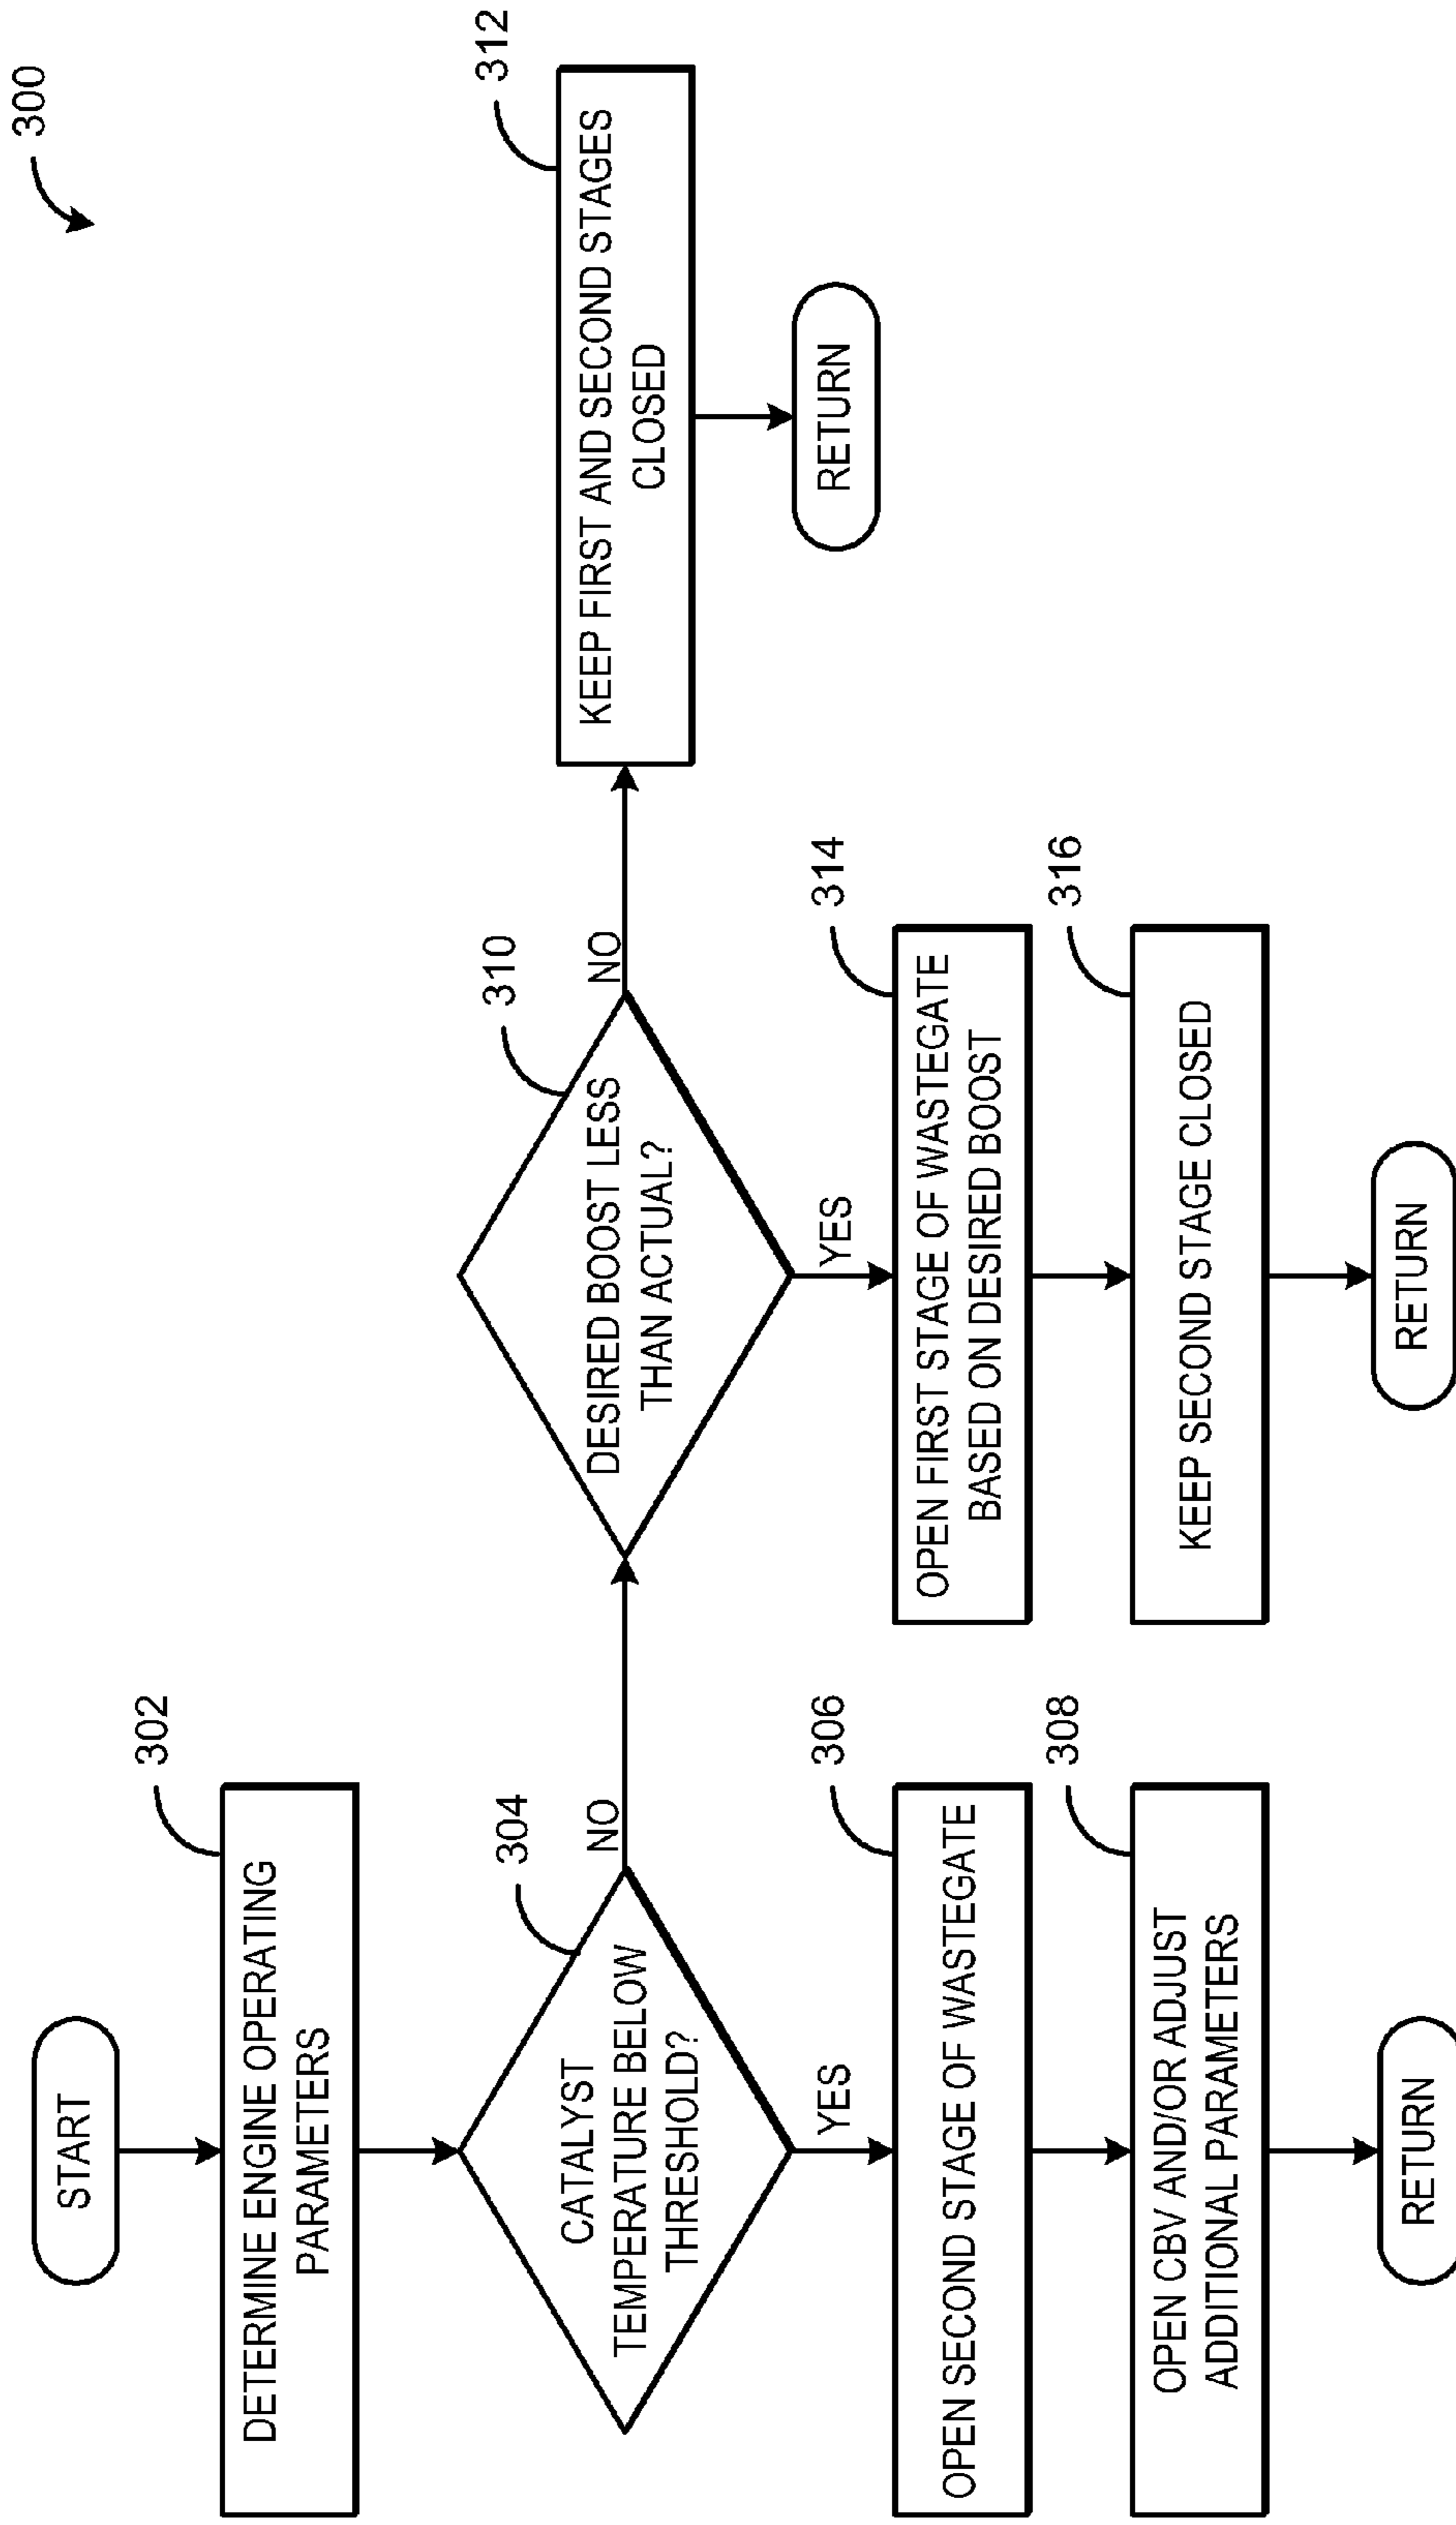 300
START
DETERMINE ENGINE OPERATING
PARAMETERS
302
CATALYST
TEMPERATURE BELOW
THRESHOLD?
304
NO
YES
OPEN SECOND STAGE OF WASTEGATE
306
OPEN CBV AND/OR ADJUST
ADDITIONAL PARAMETERS
308
RETURN
DESIRED BOOST LESS
THAN ACTUAL?
310
NO
YES
OPEN FIRST STAGE OF WASTEGATE
BASED ON DESIRED BOOST
314
KEEP SECOND STAGE CLOSED
316
RETURN
KEEP FIRST AND SECOND STAGES
CLOSED
312
RETURN